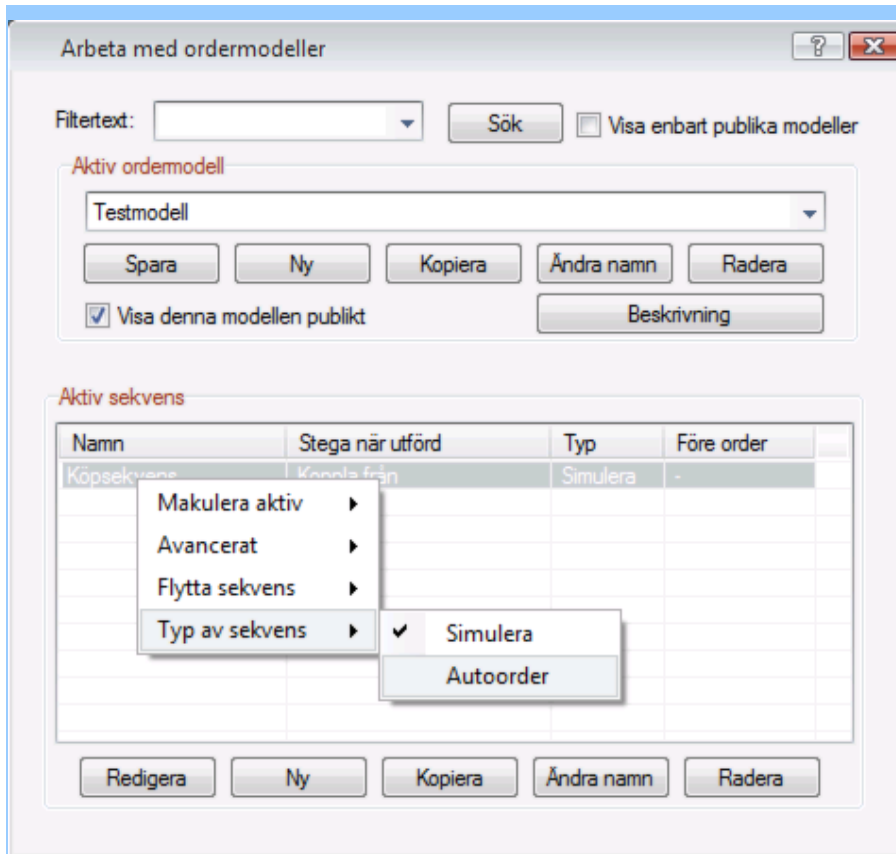 Arbeta med ordermodeller
Filtertext: Sök Visa enbart publika modeller
Aktiv ordermodell
Testmodell
Spara Ny Kopiera Ändra namn Radera
Visa denna modellen publikt Beskrivning
Aktiv sekvens
Namn Stega när utförd Typ Före order
Köpsekvens Koppla från Simulera -
Makulera aktiv
Avancerat
Flytta sekvens
Typ av sekvens Simulera
Autoorder
Redigera Ny Kopiera Ändra namn Radera